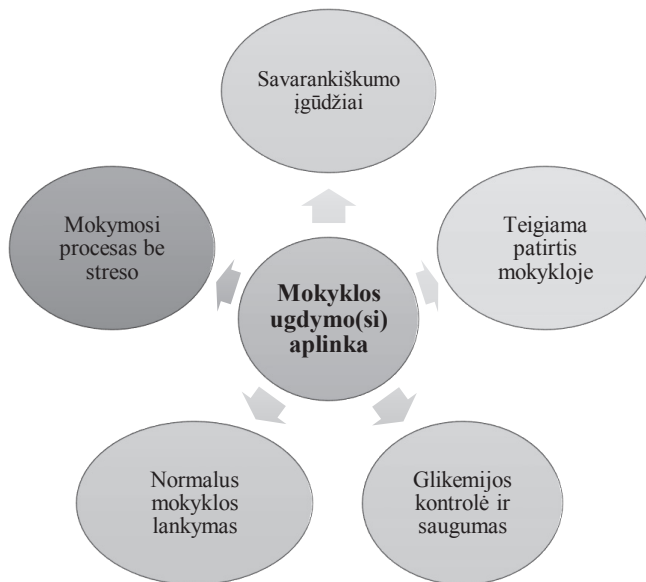 Savarankiškumo
įgūdžiai
Mokymosi
procesas be
streso
Teigiama
patirtis
mokykloje
Mokyklos
ugdymo(si)
aplinka
Normalus
mokyklos
lankymas
Glikemijos
kontrolė ir
saugumas